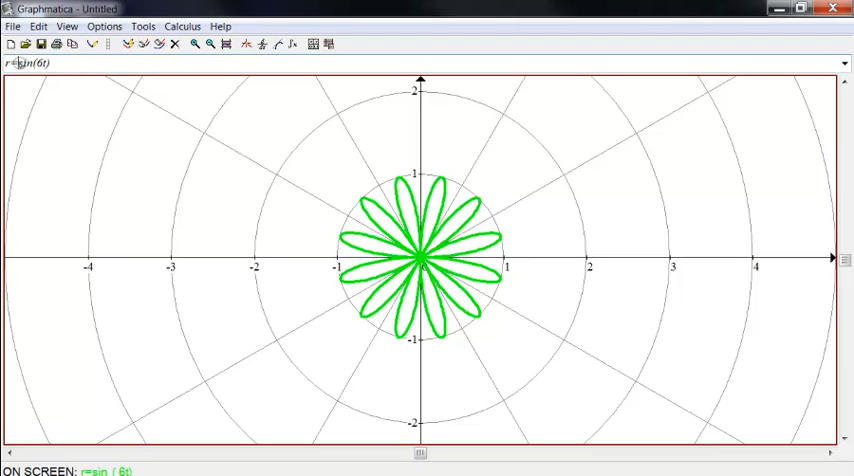 Graphmatica - Untitled
File Edit View Options Tools Calculus Help
r=sin(6t)
2
1
-4 -3 -2 -1 0 1 2 3 4
-1
-2
ON SCREEN: r=sin ( 6t)